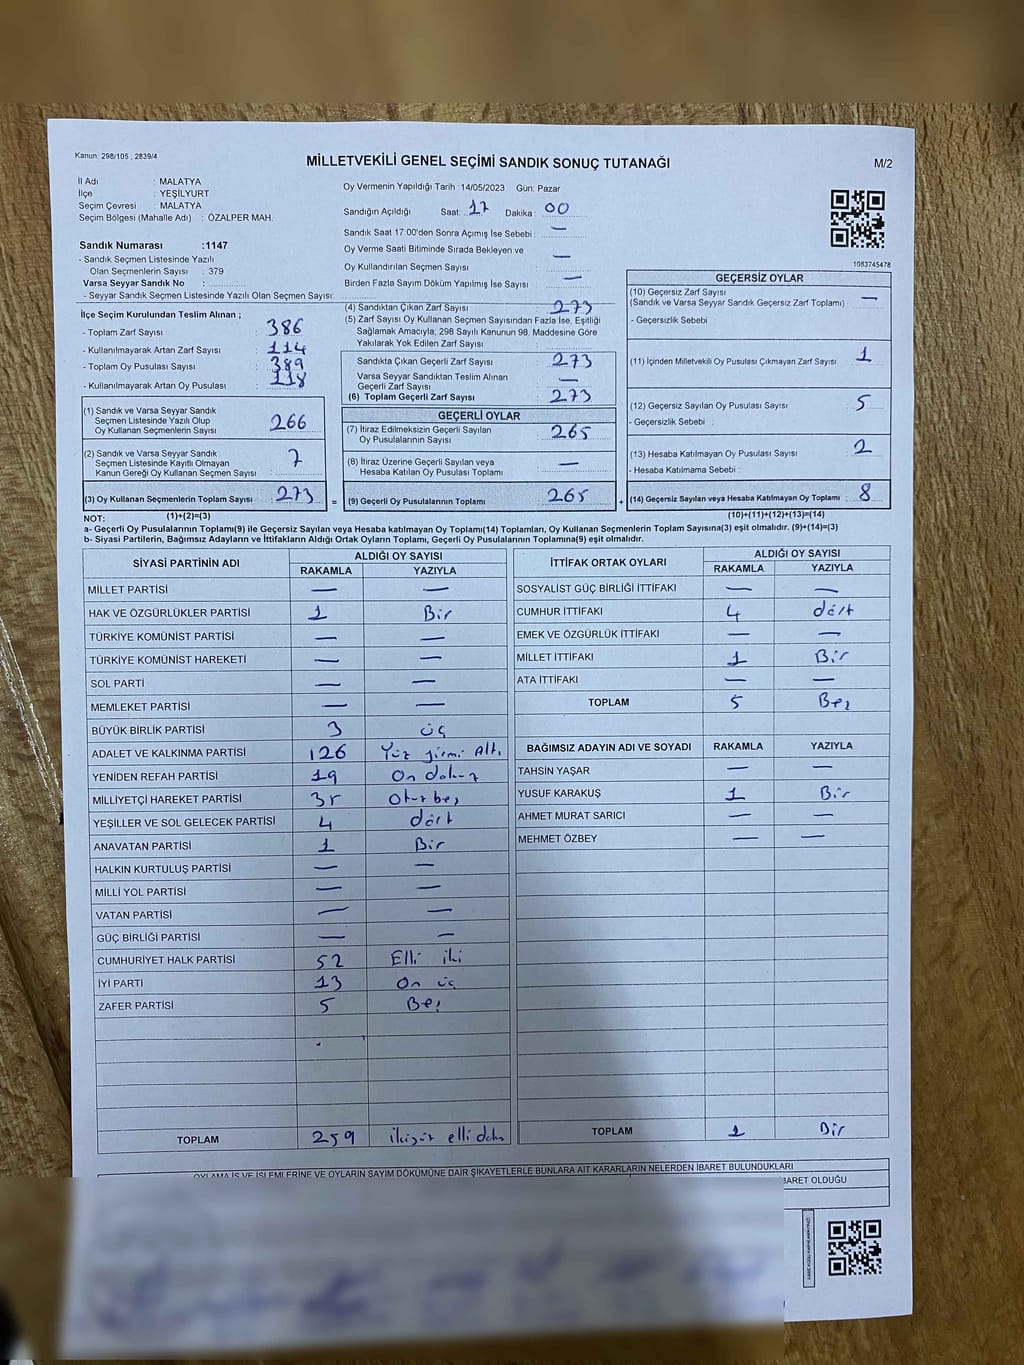 Kanun: 298/105 , 2839/4
MİLLETVEKİLİ GENEL SEÇİMİ SANDIK SONUÇ TUTANAĞI
M/2
İl Adı : MALATYA
İlçe : YEŞİLYURT
Seçim Çevresi : MALATYA
Seçim Bölgesi (Mahalle Adı) : ÖZALPER MAH.
Sandık Numarası :1147
- Sandık Seçmen Listesinde Yazılı
Olan Seçmenlerin Sayısı : 379
Varsa Seyyar Sandık No :
- Seyyar Sandık Seçmen Listesinde Yazılı Olan Seçmen Sayısı:
Oy Vermenin Yapıldığı Tarih :14/05/2023 Gün: Pazar
Sandığın Açıldığı Saat: 17 Dakika : 00
Sandık Saat 17:00'den Sonra Açımış İse Sebebi : —
Oy Verme Saati Bitiminde Sırada Bekleyen ve
Oy Kullandırılan Seçmen Sayısı : —
Birden Fazla Sayım Döküm Yapılmış İse Sayısı : —
1083745478
İlçe Seçim Kurulundan Teslim Alınan ;
- Toplam Zarf Sayısı : 386
- Kullanılmayarak Artan Zarf Sayısı : 114
- Toplam Oy Pusulası Sayısı : 389
- Kullanılmayarak Artan Oy Pusulası : 118
(1) Sandık ve Varsa Seyyar Sandık
Seçmen Listesinde Yazılı Olup
Oy Kullanan Seçmenlerin Sayısı : 266
(2) Sandık ve Varsa Seyyar Sandık
Seçmen Listesinde Kayıtlı Olmayan
Kanun Gereği Oy Kullanan Seçmen Sayısı : 7
(3) Oy Kullanan Seçmenlerin Toplam Sayısı : 273
(1)+(2)=(3)
(4) Sandıktan Çıkan Zarf Sayısı : 273
(5) Zarf Sayısı Oy Kullanan Seçmen Sayısından Fazla İse, Eşitliği
Sağlamak Amacıyla; 298 Sayılı Kanunun 98. Maddesine Göre
Yakılarak Yok Edilen Zarf Sayısı :
Sandıkta Çıkan Geçerli Zarf Sayısı : 273
Varsa Seyyar Sandıktan Teslim Alınan
Geçerli Zarf Sayısı : —
(6) Toplam Geçerli Zarf Sayısı : 273
GEÇERLİ OYLAR
(7) İtiraz Edilmeksizin Geçerli Sayılan
Oy Pusulalarının Sayısı : 265
(8) İtiraz Üzerine Geçerli Sayılan veya
Hesaba Katılan Oy Pusulası Toplamı : —
= (9) Geçerli Oy Pusulalarının Toplamı : 265
GEÇERSİZ OYLAR
(10) Geçersiz Zarf Sayısı
(Sandık ve Varsa Seyyar Sandık Geçersiz Zarf Toplamı) : —
- Geçersizlik Sebebi :
(11) İçinden Milletvekili Oy Pusulası Çıkmayan Zarf Sayısı : 1
(12) Geçersiz Sayılan Oy Pusulası Sayısı : 5
- Geçersizlik Sebebi :
(13) Hesaba Katılmayan Oy Pusulası Sayısı : 2
- Hesaba Katılmama Sebebi :
+ (14) Geçersiz Sayılan veya Hesaba Katılmayan Oy Toplamı : 8
(10)+(11)+(12)+(13)=(14)
NOT:
a- Geçerli Oy Pusulalarının Toplamı(9) ile Geçersiz Sayılan veya Hesaba katılmayan Oy Toplamı(14) Toplamları, Oy Kullanan Seçmenlerin Toplam Sayısına(3) eşit olmalıdır. (9)+(14)=(3)
b- Siyasi Partilerin, Bağımsız Adayların ve İttifakların Aldığı Ortak Oyların Toplamı, Geçerli Oy Pusulalarının Toplamına(9) eşit olmalıdır.
SİYASİ PARTİNİN ADI ALDIĞI OY SAYISI
RAKAMLA YAZIYLA
MİLLET PARTİSİ — —
HAK VE ÖZGÜRLÜKLER PARTİSİ 1 Bir
TÜRKİYE KOMÜNİST PARTİSİ — —
TÜRKİYE KOMÜNİST HAREKETİ — —
SOL PARTİ — —
MEMLEKET PARTİSİ — —
BÜYÜK BİRLİK PARTİSİ 3 üç
ADALET VE KALKINMA PARTİSİ 126 Yüz yirmi Altı
YENİDEN REFAH PARTİSİ 19 On dokuz
MİLLİYETÇİ HAREKET PARTİSİ 35 Otuz beş
YEŞİLLER VE SOL GELECEK PARTİSİ 4 dört
ANAVATAN PARTİSİ 1 Bir
HALKIN KURTULUŞ PARTİSİ — —
MİLLİ YOL PARTİSİ — —
VATAN PARTİSİ — —
GÜÇ BİRLİĞİ PARTİSİ — —
CUMHURİYET HALK PARTİSİ 52 Elli iki
İYİ PARTİ 13 On üç
ZAFER PARTİSİ 5 Beş
TOPLAM 259 ikiyüz elli dokuz
İTTİFAK ORTAK OYLARI ALDIĞI OY SAYISI
RAKAMLA YAZIYLA
SOSYALİST GÜÇ BİRLİĞİ İTTİFAKI — —
CUMHUR İTTİFAKI 4 dört
EMEK VE ÖZGÜRLÜK İTTİFAKI — —
MİLLET İTTİFAKI 1 Bir
ATA İTTİFAKI — —
TOPLAM 5 Beş
BAĞIMSIZ ADAYIN ADI VE SOYADI RAKAMLA YAZIYLA
TAHSİN YAŞAR — —
YUSUF KARAKUŞ 1 Bir
AHMET MURAT SARICI — —
MEHMET ÖZBEY — —
TOPLAM 1 Bir
OYLAMA İŞ VE İŞLEMLERİNE VE OYLARIN SAYIM DÖKÜMÜNE DAİR ŞİKAYETLERLE BUNLARA AİT KARARLARIN NELERDEN İBARET BULUNDUKLARI
BARET OLDUĞU